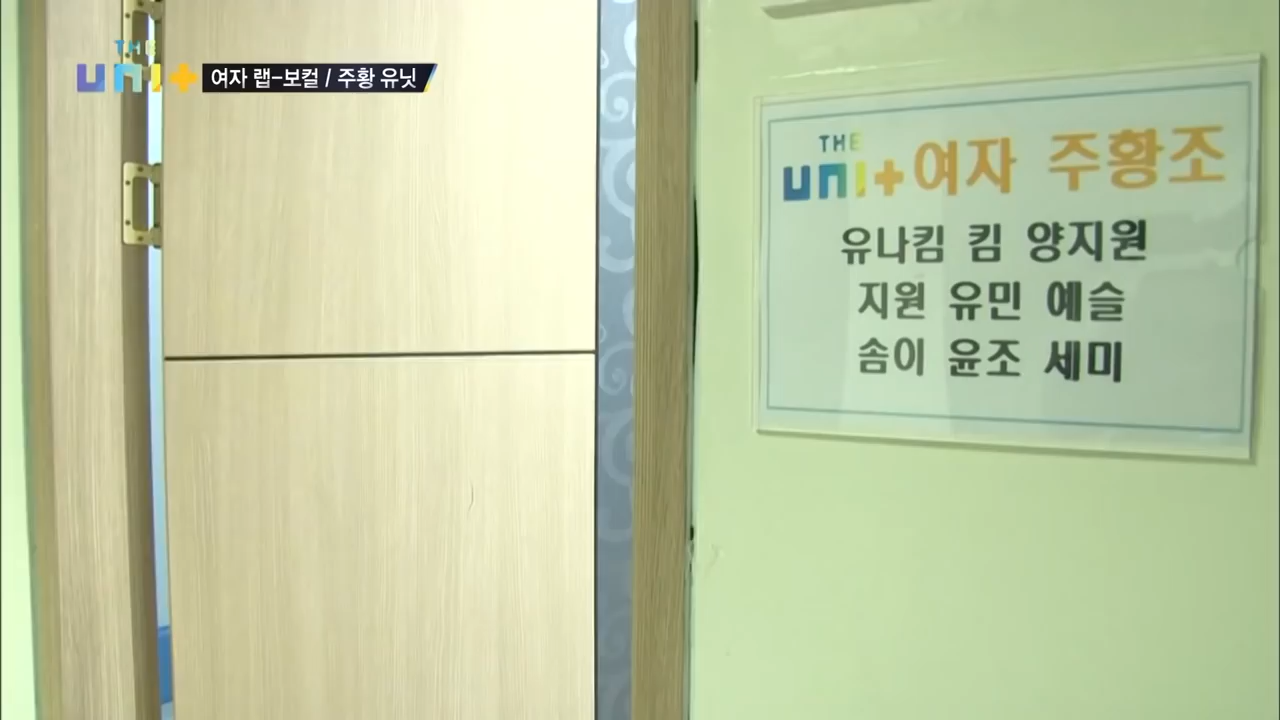 THE
UNI+ 여자 랩-보컬 / 주황 유닛
THE
UNI+ 여자 주황조
유나킴 킴 양지원
지원 유민 예슬
솜이 윤조 세미